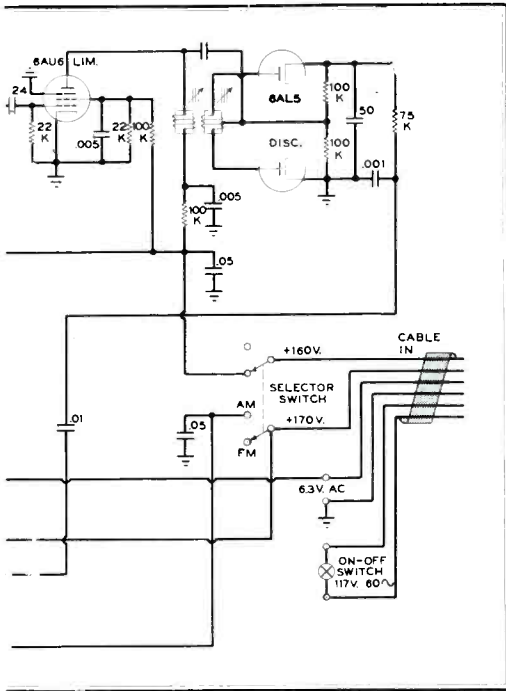 6AU6 LIM.
24
22
K
.005
22
K
100
K
6AL5
DISC.
100
K
100
K
50
75
K
.001
100
K
.005
.05
+160V.
CABLE
IN
SELECTOR
SWITCH
AM
+170V.
.05
FM
.01
6.3V. AC
ON-OFF
SWITCH
117V. 60∿